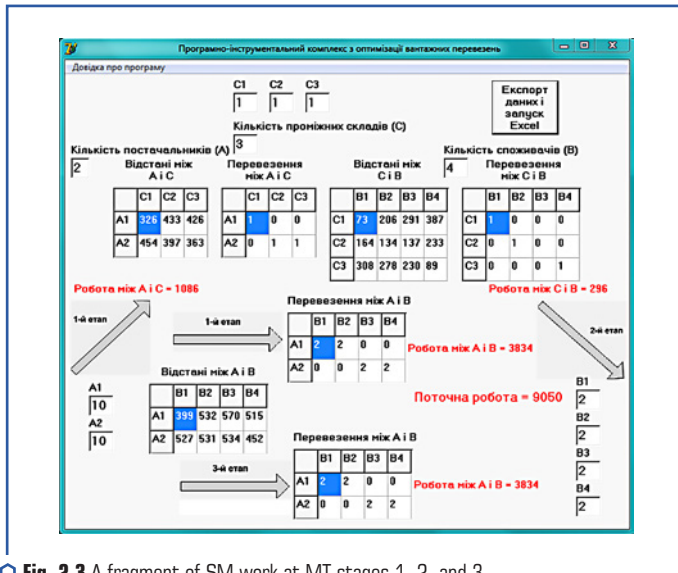 Програмно-інструментальний комплекс з оптимізації вантажних перевезень
Довідка про програму
C1 C2 C3
1 1 1
Експорт
даних і
запуск
Excel
Кількість проміжних складів (С)
3
Кількість постачальників (А)
2
Кількість споживачів (В)
4
Відстані між
А і С
C1 C2 C3
A1 326 433 426
A2 454 397 363
Перевезення
між А і С
C1 C2 C3
A1 1 0 0
A2 0 1 1
Відстані між
С і В
B1 B2 B3 B4
C1 73 206 291 387
C2 164 134 137 233
C3 308 278 230 89
Перевезення
між С і В
B1 B2 B3 B4
C1 1 0 0 0
C2 0 1 0 0
C3 0 0 0 1
Робота між А і С = 1086
Робота між С і В = 296
1-й етап
1-й етап
Перевезення між А і В
B1 B2 B3 B4
A1 2 2 0 0
A2 0 0 2 2
Робота між А і В = 3834
2-й етап
A1
10
A2
10
Відстані між А і В
B1 B2 B3 B4
A1 399 532 570 515
A2 527 531 534 452
Поточна робота = 9050
B1
2
B2
2
B3
2
B4
2
3-й етап
Перевезення між А і В
B1 B2 B3 B4
A1 2 2 0 0
A2 0 0 2 2
Робота між А і В = 3834
Fig. 2.3 A fragment of SM work at MT stages 1, 2, and 3